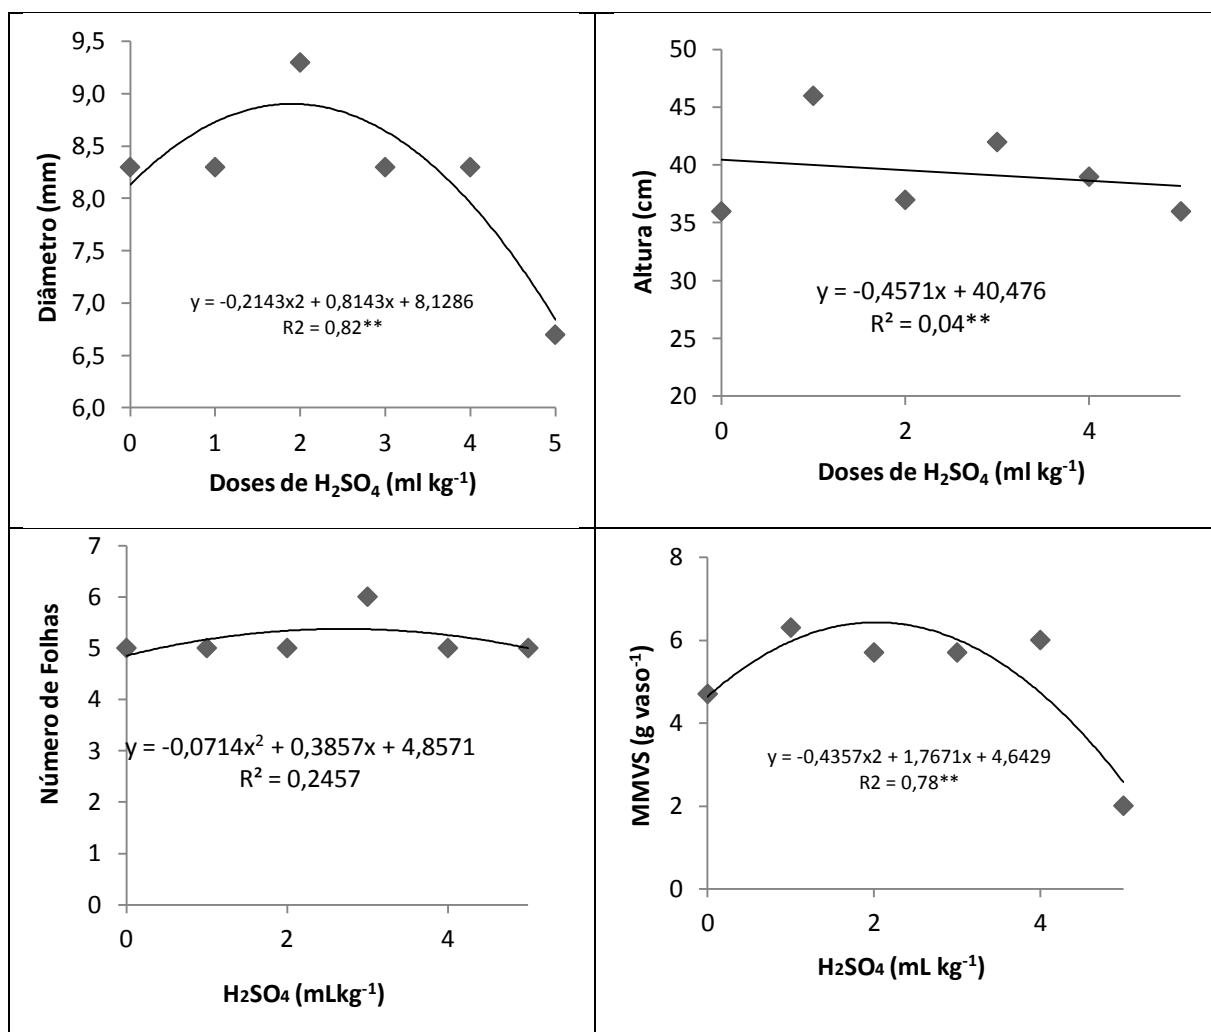 9,5
9,0
8,5
8,0
7,5
7,0
6,5
6,0
Diâmetro (mm)
y = -0,2143x2 + 0,8143x + 8,1286
R2 = 0,82**
0 1 2 3 4 5
Doses de H₂SO₄ (ml kg⁻¹)
50
45
40
35
30
25
20
Altura (cm)
y = -0,4571x + 40,476
R² = 0,04**
0 2 4
Doses de H₂SO₄ (ml kg⁻¹)
7
6
5
4
3
2
1
0
Número de Folhas
y = -0,0714x² + 0,3857x + 4,8571
R² = 0,2457
0 2 4
H₂SO₄ (mLkg⁻¹)
8
6
4
2
0
MMVS (g vaso⁻¹)
y = -0,4357x2 + 1,7671x + 4,6429
R2 = 0,78**
0 2 4
H₂SO₄ (mL kg⁻¹)